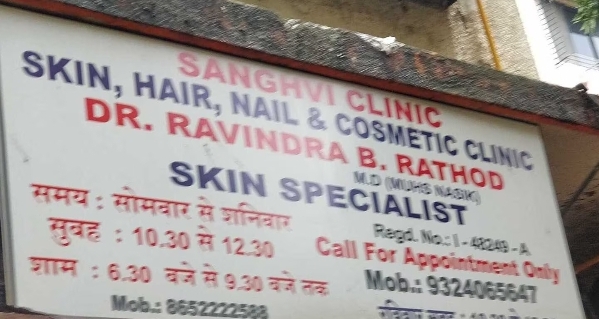 SANGHVI CLINIC
SKIN, HAIR, NAIL & COSMETIC CLINIC
DR. RAVINDRA B. RATHOD
M.D (MUHS NASIK)
SKIN SPECIALIST
Regd. No.: I - 48249 - A
समय : सोमवार से शनिवार
सुबह : 10.30 से 12.30
शाम : 6.30 बजे से 9.30 बजे तक
Mob.: 8652222588
Call For Appointment Only
Mob.: 9324065647
रविवार